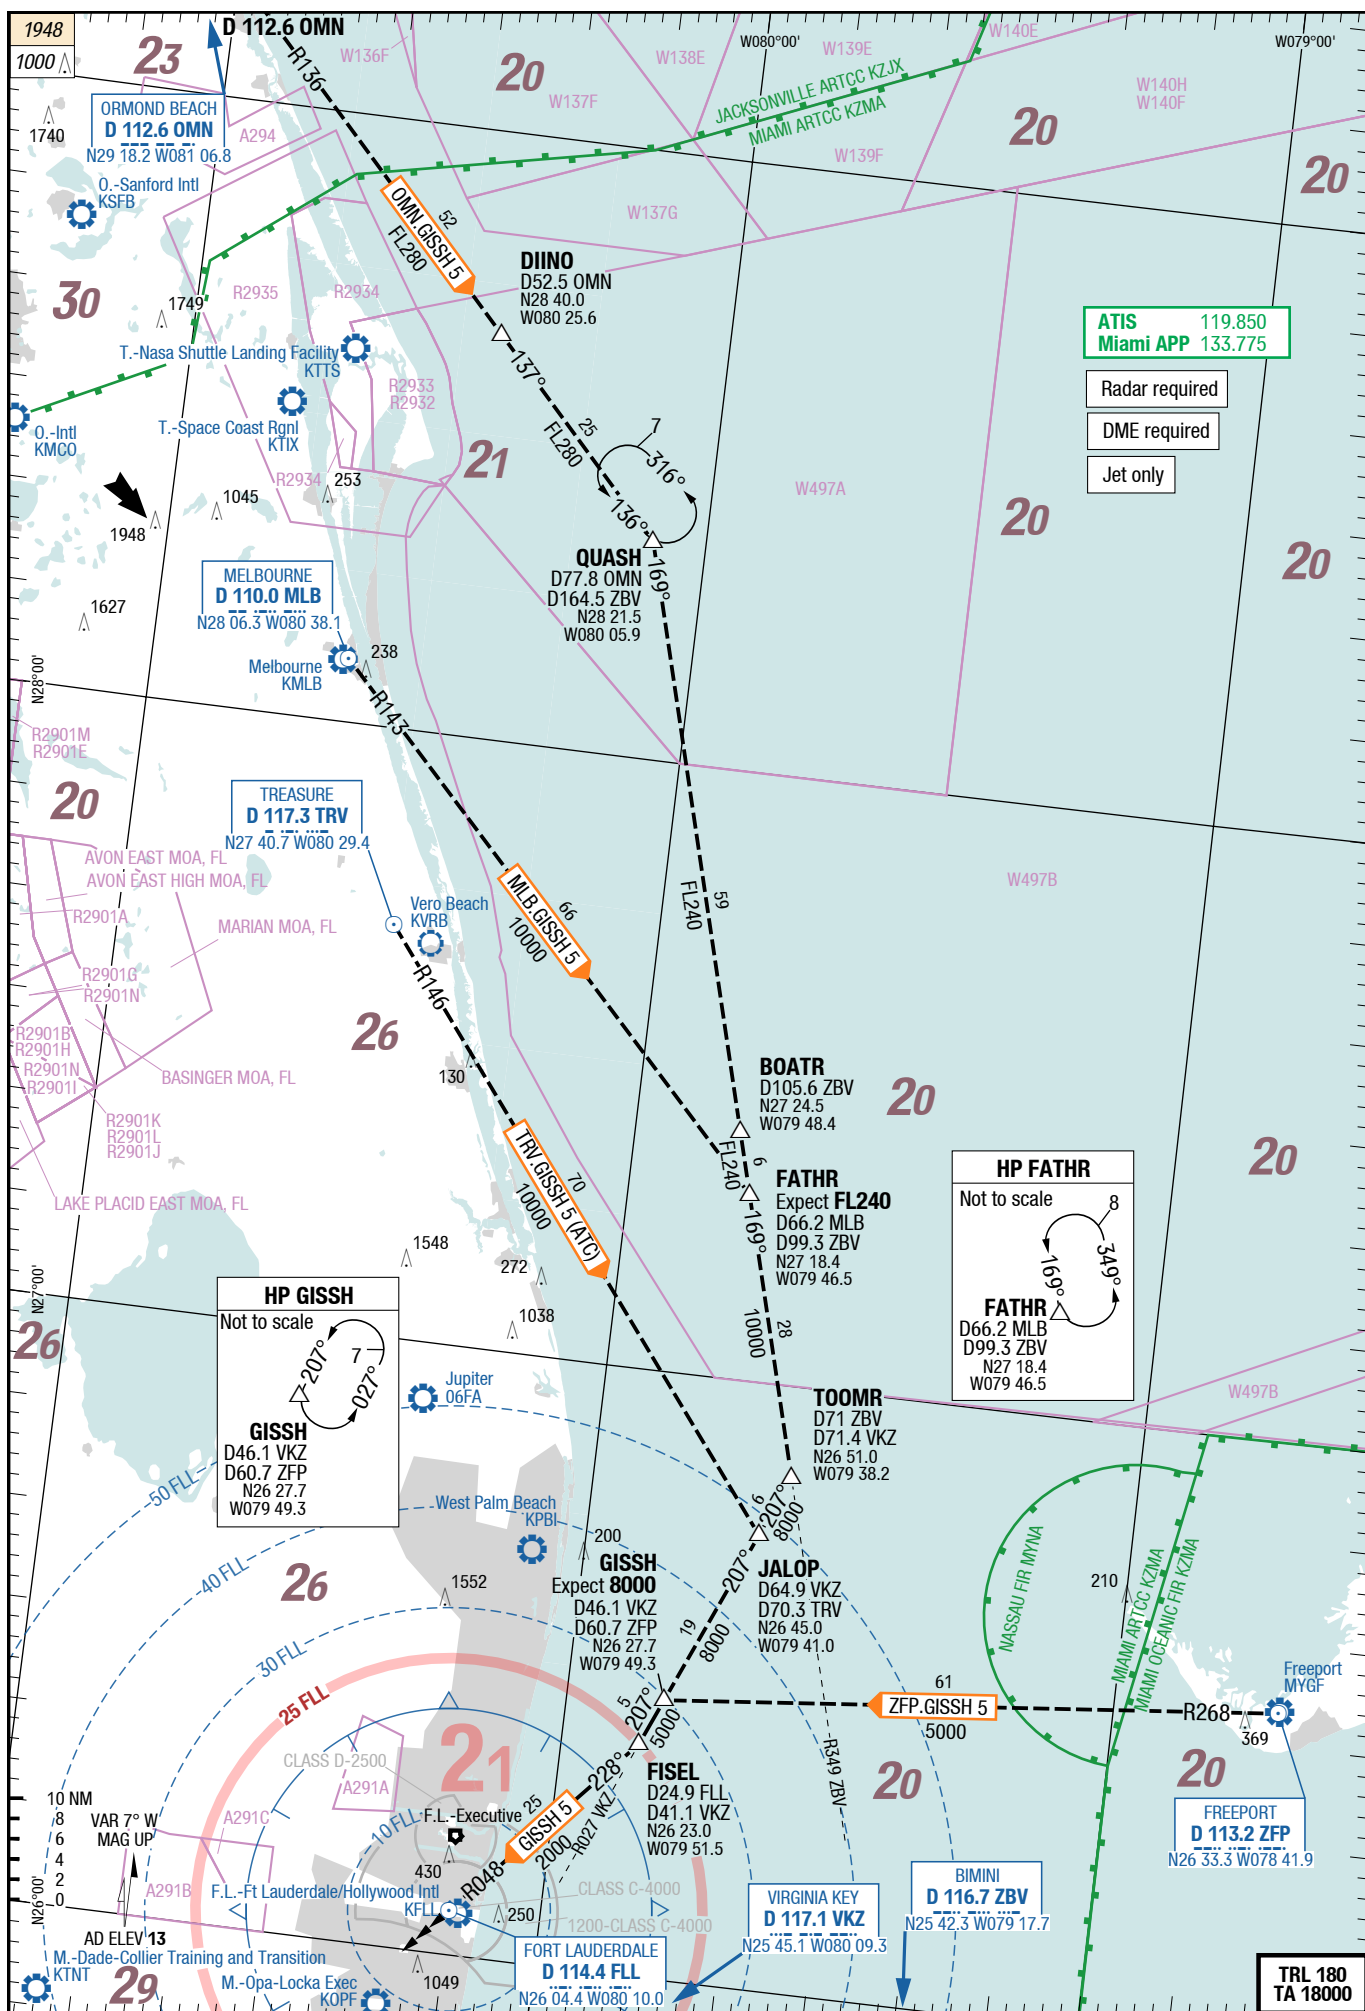 1948
1000
23
D 112.6 OMN
R136
W136F
20
W137F
W138E
W080°00'
W139E
W140E
W079°00'
W140H
W140F
JACKSONVILLE ARTCC KZJX
MIAMI ARTCC KZMA
20
W139F
20
W137G
1740
ORMOND BEACH
D 112.6 OMN
N29 18.2 W081 06.8
A294
O.-Sanford Intl
KSFB
OMN.GISSH 5
52
FL280
DIINO
D52.5 OMN
N28 40.0
W080 25.6
30
1749
R2935
R2934
T.-Nasa Shuttle Landing Facility
KTTS
R2933
R2932
T.-Space Coast Rgnl
KTIX
O.-Intl
KMCO
R2934
253
1045
1948
1627
137°
25
FL280
7
316°
136°
21
QUASH
D77.8 OMN
D164.5 ZBV
N28 21.5
W080 05.9
169°
W497A
20
20
ATIS 119.850
Miami APP 133.775
Radar required
DME required
Jet only
MELBOURNE
D 110.0 MLB
N28 06.3 W080 38.1
Melbourne
KMLB
238
R143
N28°00'
R2901M
R2901E
20
TREASURE
D 117.3 TRV
N27 40.7 W080 29.4
Vero Beach
KVRB
R146
AVON EAST MOA, FL
AVON EAST HIGH MOA, FL
R2901A
MARIAN MOA, FL
R2901G
R2901N
R2901B
R2901H
R2901N
R2901I
BASINGER MOA, FL
R2901K
R2901L
R2901J
LAKE PLACID EAST MOA, FL
26
130
MLB.GISSH 5
66
10000
59
FL240
W497B
BOATR
D105.6 ZBV
N27 24.5
W079 48.4
20
6
FL240
FATHR
Expect FL240
D66.2 MLB
D99.3 ZBV
N27 18.4
W079 46.5
169°
28
10000
TRV.GISSH 5 (ATC)
70
10000
HP FATHR
Not to scale
8
349°
169°
FATHR
D66.2 MLB
D99.3 ZBV
N27 18.4
W079 46.5
20
W497B
1548
272
1038
N27°00'
26
HP GISSH
Not to scale
207°
7
027°
GISSH
D46.1 VKZ
D60.7 ZFP
N26 27.7
W079 49.3
Jupiter
06FA
TOOMR
D71 ZBV
D71.4 VKZ
N26 51.0
W079 38.2
6
207°
8000
50 FLL
West Palm Beach
KPBI
200
JALOP
D64.9 VKZ
D70.3 TRV
N26 45.0
W079 41.0
207°
19
8000
GISSH
Expect 8000
D46.1 VKZ
D60.7 ZFP
N26 27.7
W079 49.3
26
40 FLL
1552
30 FLL
25 FLL
NASSAU FIR MYNA
210
MIAMI ARTCC KZMA
MIAMI OCEANIC FIR KZMA
Freeport
MYGF
R268
369
61
ZFP.GISSH 5
5000
5
207°
5000
FISEL
D24.9 FLL
D41.1 VKZ
N26 23.0
W079 51.5
R349 ZBV
20
20
FREEPORT
D 113.2 ZFP
N26 33.3 W078 41.9
21
CLASS D-2500
A291A
A291C
A291B
10 FLL
F.L.-Executive
430
228°
25
GISSH 5
2000
R027 VKZ
R048
10 NM
8
6
4
2
0
VAR 7° W
MAG UP
N26°00'
F.L.-Ft Lauderdale/Hollywood Intl
KFLL
250
CLASS C-4000
1200-CLASS C-4000
AD ELEV 13
M.-Dade-Collier Training and Transition
KTNT
29
M.-Opa-Locka Exec
KOPF
1049
FORT LAUDERDALE
D 114.4 FLL
N26 04.4 W080 10.0
VIRGINIA KEY
D 117.1 VKZ
N25 45.1 W080 09.3
BIMINI
D 116.7 ZBV
N25 42.3 W079 17.7
TRL 180
TA 18000